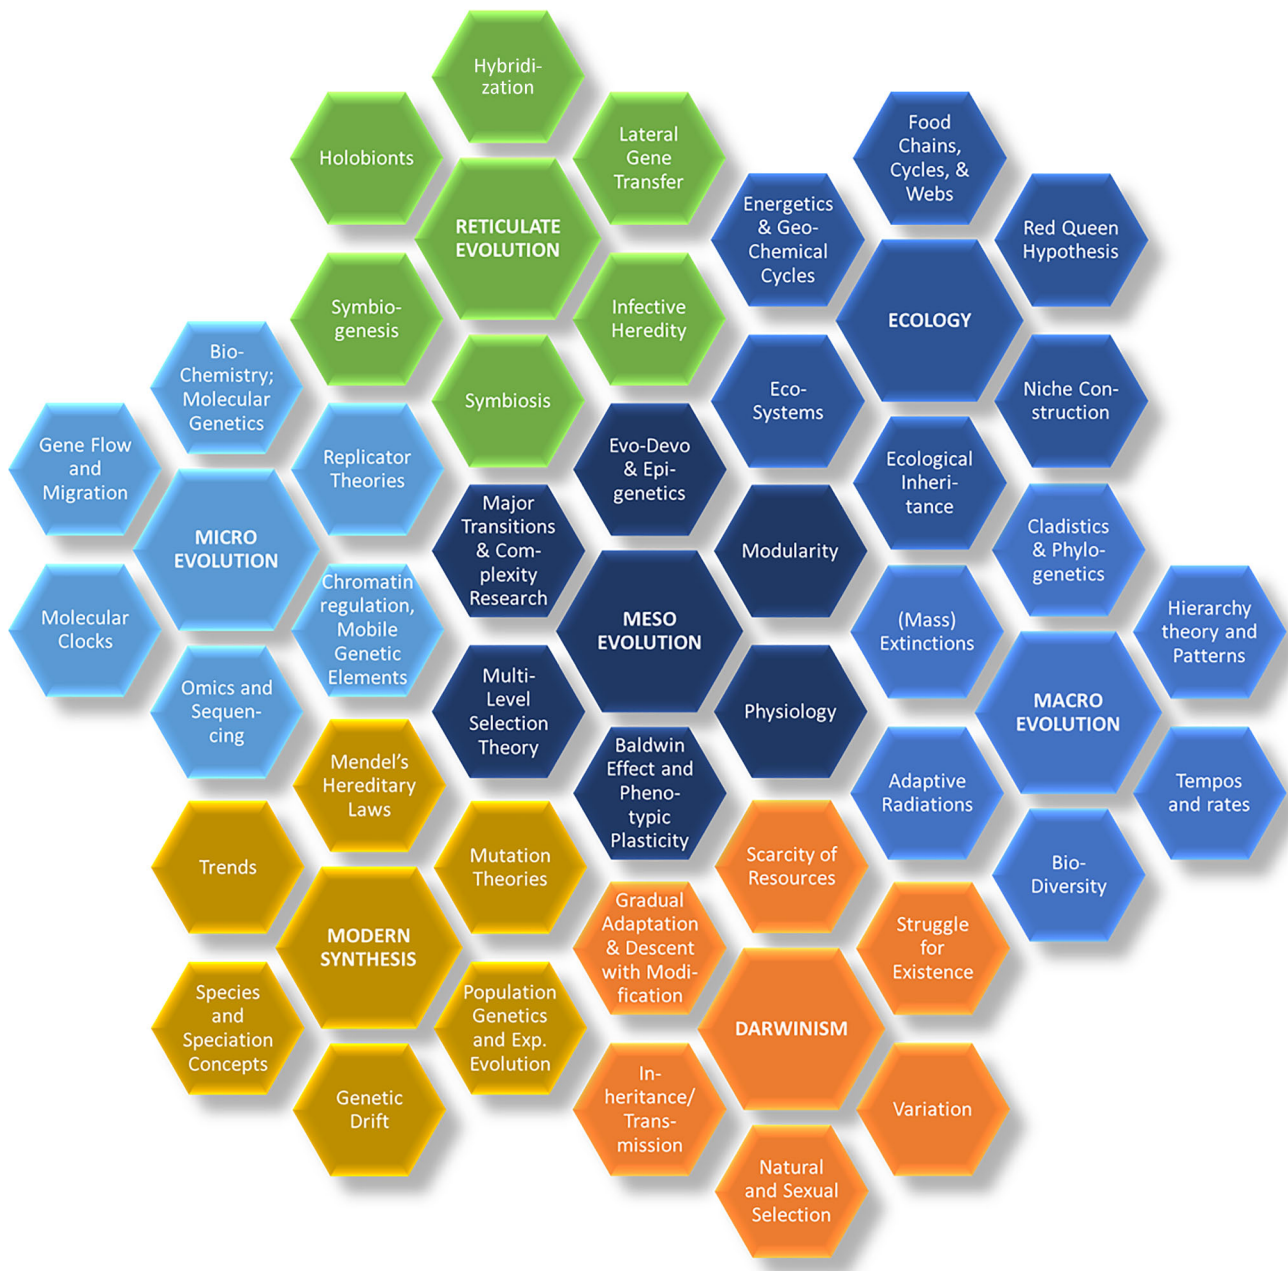 Hybridi-
zation
Holobionts
Lateral
Gene
Transfer
RETICULATE
EVOLUTION
Symbio-
genesis
Infective
Heredity
Symbiosis
Food
Chains,
Cycles, &
Webs
Energetics
& Geo-
Chemical
Cycles
Red Queen
Hypothesis
ECOLOGY
Eco-
Systems
Niche Con-
struction
Ecological
Inheri-
tance
Bio-
Chemistry;
Molecular
Genetics
Gene Flow
and
Migration
Replicator
Theories
MICRO
EVOLUTION
Molecular
Clocks
Chromatin
regulation,
Mobile
Genetic
Elements
Omics and
Sequen-
cing
Evo-Devo
& Epi-
genetics
Major
Transitions
& Com-
plexity
Research
Modularity
MESO
EVOLUTION
Multi-
Level
Selection
Theory
Physiology
Baldwin
Effect and
Pheno-
typic
Plasticity
Cladistics
& Phylo-
genetics
(Mass)
Extinctions
Hierarchy
theory and
Patterns
MACRO
EVOLUTION
Adaptive
Radiations
Tempos
and rates
Bio-
Diversity
Mendel’s
Hereditary
Laws
Trends
Mutation
Theories
MODERN
SYNTHESIS
Species
and
Speciation
Concepts
Population
Genetics
and Exp.
Evolution
Genetic
Drift
Scarcity of
Resources
Gradual
Adaptation
& Descent
with Modi-
fication
Struggle
for
Existence
DARWINISM
In-
heritance/
Trans-
mission
Variation
Natural
and Sexual
Selection